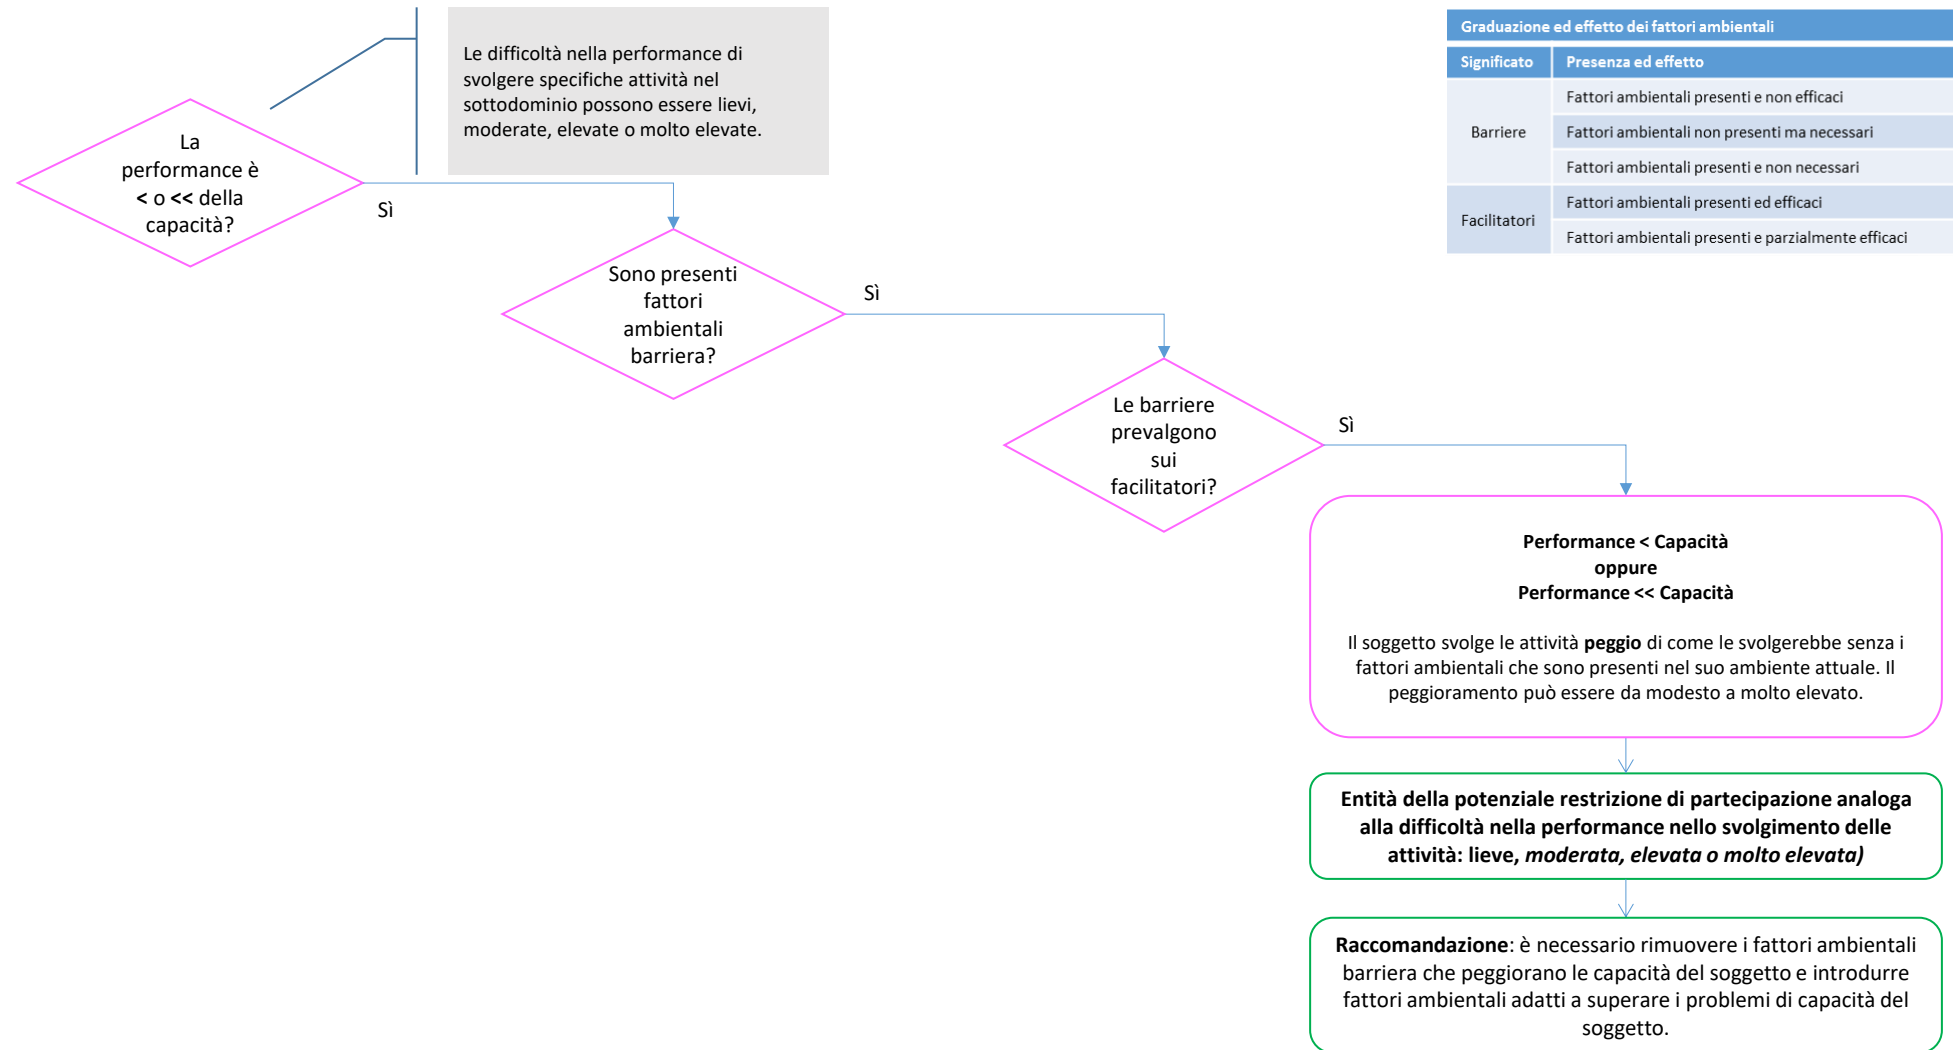 Le difficoltà nella performance di
svolgere specifiche attività nel
sottodominio possono essere lievi,
moderate, elevate o molto elevate.
Graduazione ed effetto dei fattori ambientali
Significato Presenza ed effetto
Barriere
Fattori ambientali presenti e non efficaci
Fattori ambientali non presenti ma necessari
Fattori ambientali presenti e non necessari
Facilitatori
Fattori ambientali presenti ed efficaci
Fattori ambientali presenti e parzialmente efficaci
La
performance è
< o << della
capacità?
Sì
Sono presenti
fattori
ambientali
barriera?
Sì
Le barriere
prevalgono
sui
facilitatori?
Sì
Performance < Capacità
oppure
Performance << Capacità
Il soggetto svolge le attività peggio di come le svolgerebbe senza i
fattori ambientali che sono presenti nel suo ambiente attuale. Il
peggioramento può essere da modesto a molto elevato.
Entità della potenziale restrizione di partecipazione analoga
alla difficoltà nella performance nello svolgimento delle
attività: lieve, moderata, elevata o molto elevata)
Raccomandazione: è necessario rimuovere i fattori ambientali
barriera che peggiorano le capacità del soggetto e introdurre
fattori ambientali adatti a superare i problemi di capacità del
soggetto.